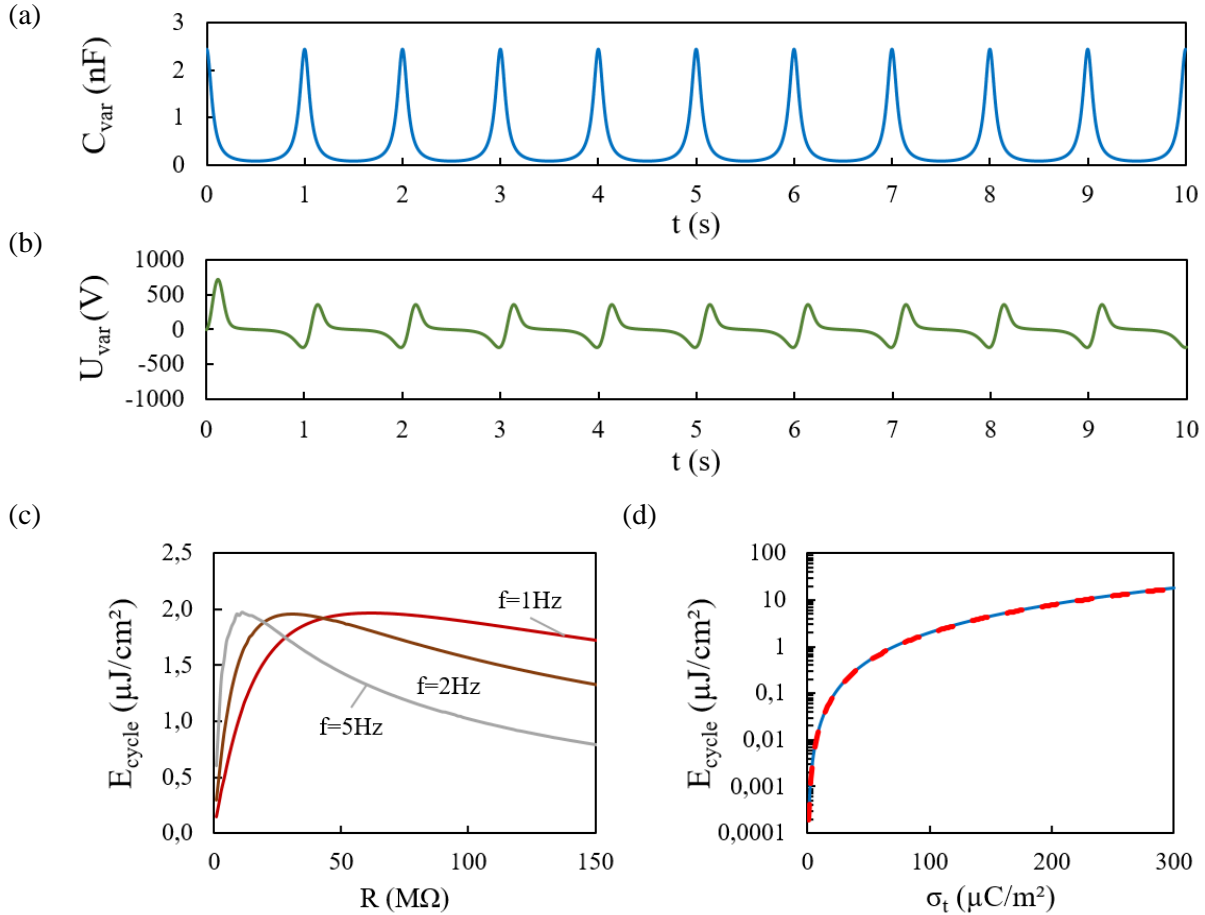 (a)
C_var (nF)
3
2
1
0
0 1 2 3 4 5 6 7 8 9 10
t (s)
(b)
U_var (V)
1000
500
0
-500
-1000
0 1 2 3 4 5 6 7 8 9 10
t (s)
(c)
E_cycle (µJ/cm²)
2,5
2,0
1,5
1,0
0,5
0,0
f=1Hz
f=2Hz
f=5Hz
0 50 100 150
R (MΩ)
(d)
E_cycle (µJ/cm²)
100
10
1
0,1
0,01
0,001
0,0001
0 100 200 300
σ_t (µC/m²)